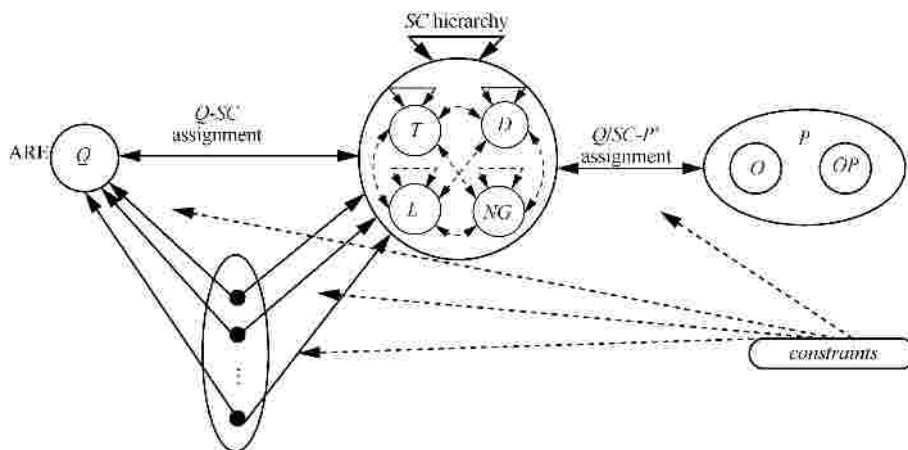 SC hierarchy
Q-SC
assignment
Q/SC-P'
assignment
ARE
Q
T
D
L
NG
P
O
OP
constraints